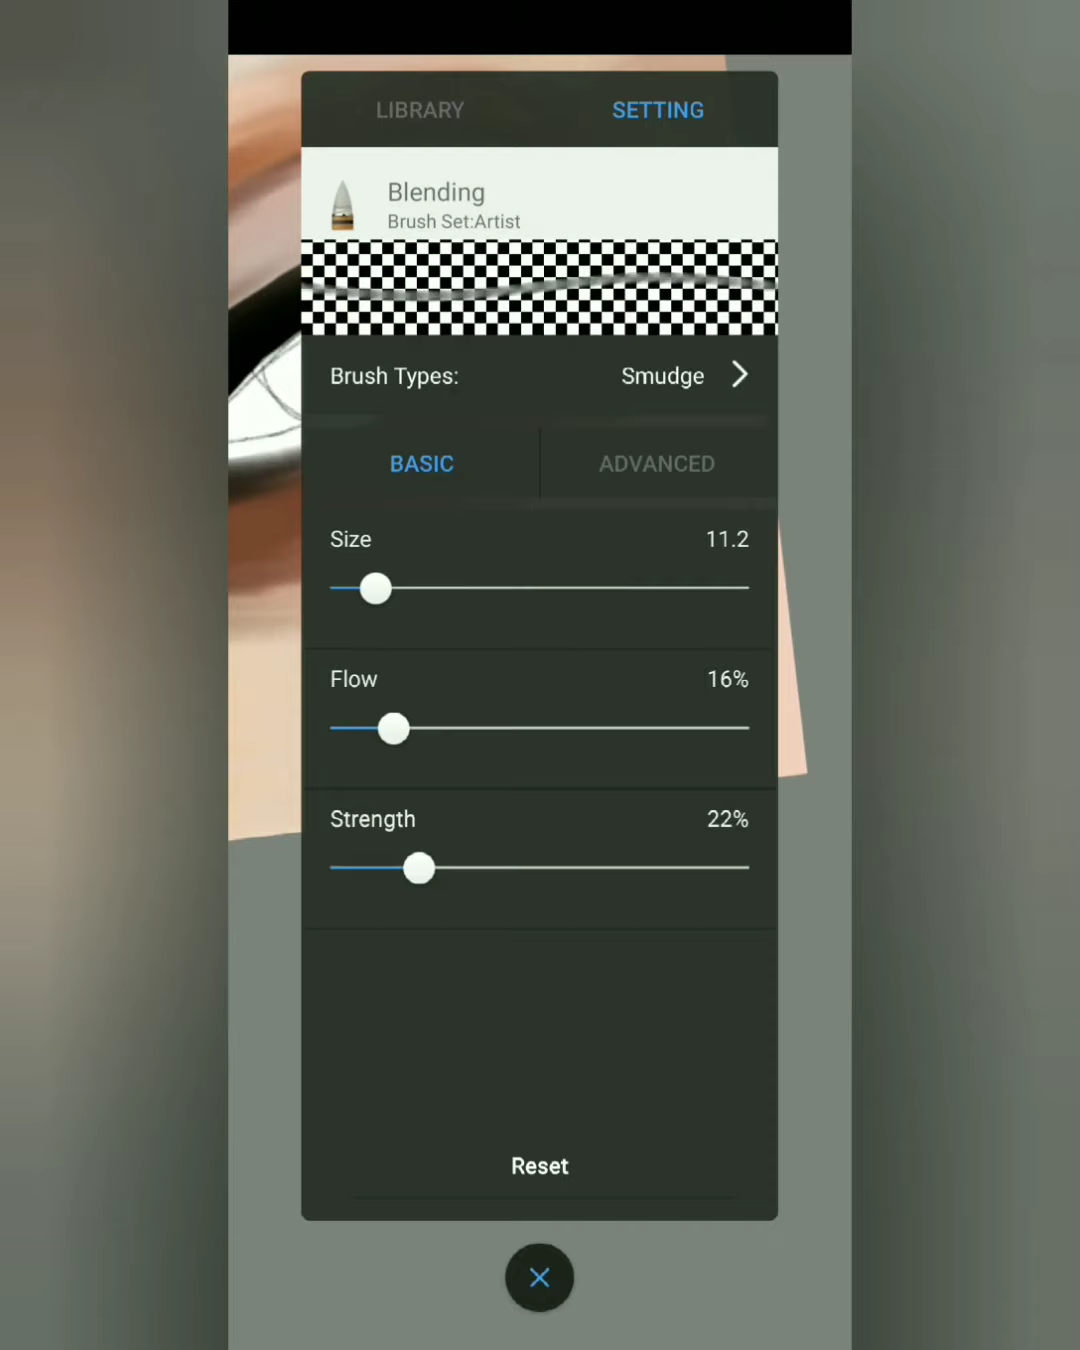 LIBRARY SETTING
Blending
Brush Set:Artist
Brush Types: Smudge
BASIC ADVANCED
Size 11.2
Flow 16%
Strength 22%
Reset